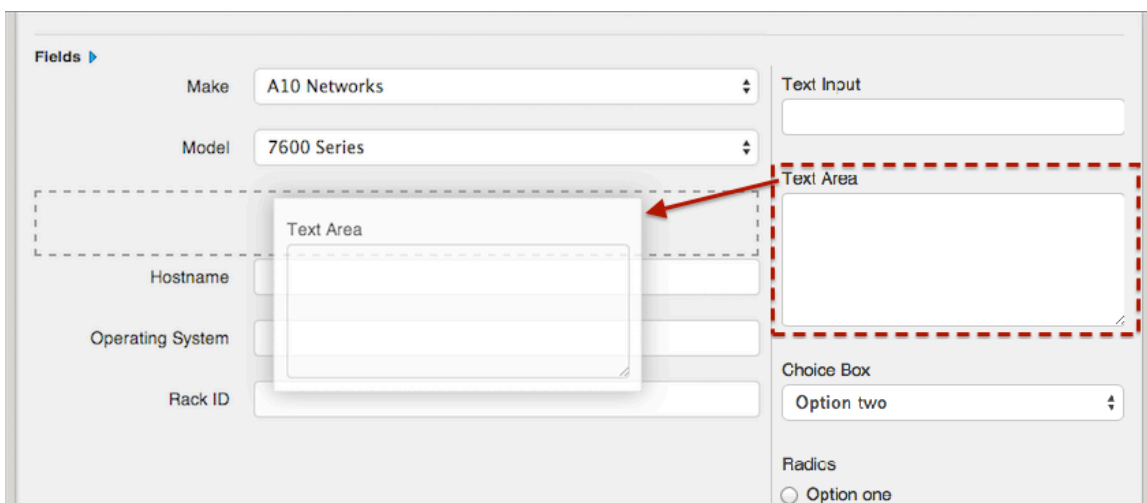 Fields
Make
A10 Networks
Model
7600 Series
Text Area
Hostname
Operating System
Rack ID
Text Input
Text Area
Choice Box
Option two
Radios
Option one